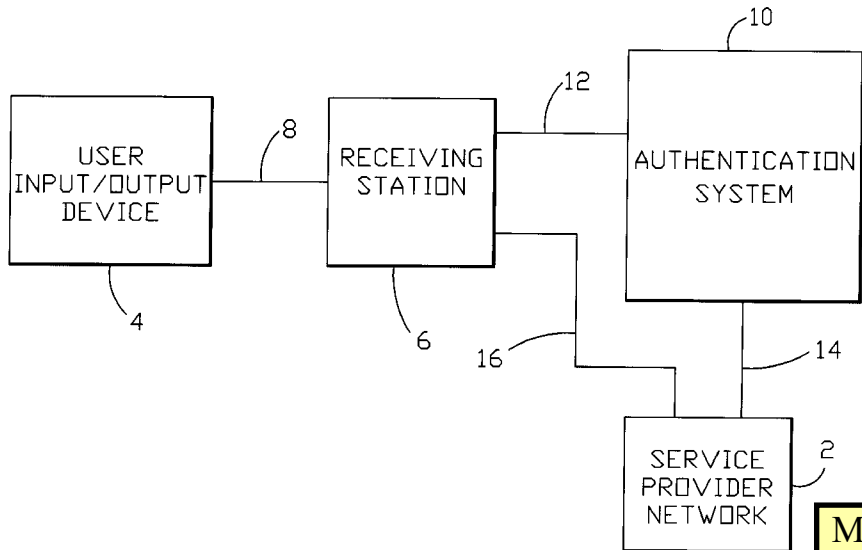 10
12
8
USER
INPUT/OUTPUT
DEVICE
RECEIVING
STATION
AUTHENTICATION
SYSTEM
4
6
16
14
SERVICE
PROVIDER
NETWORK
2
M